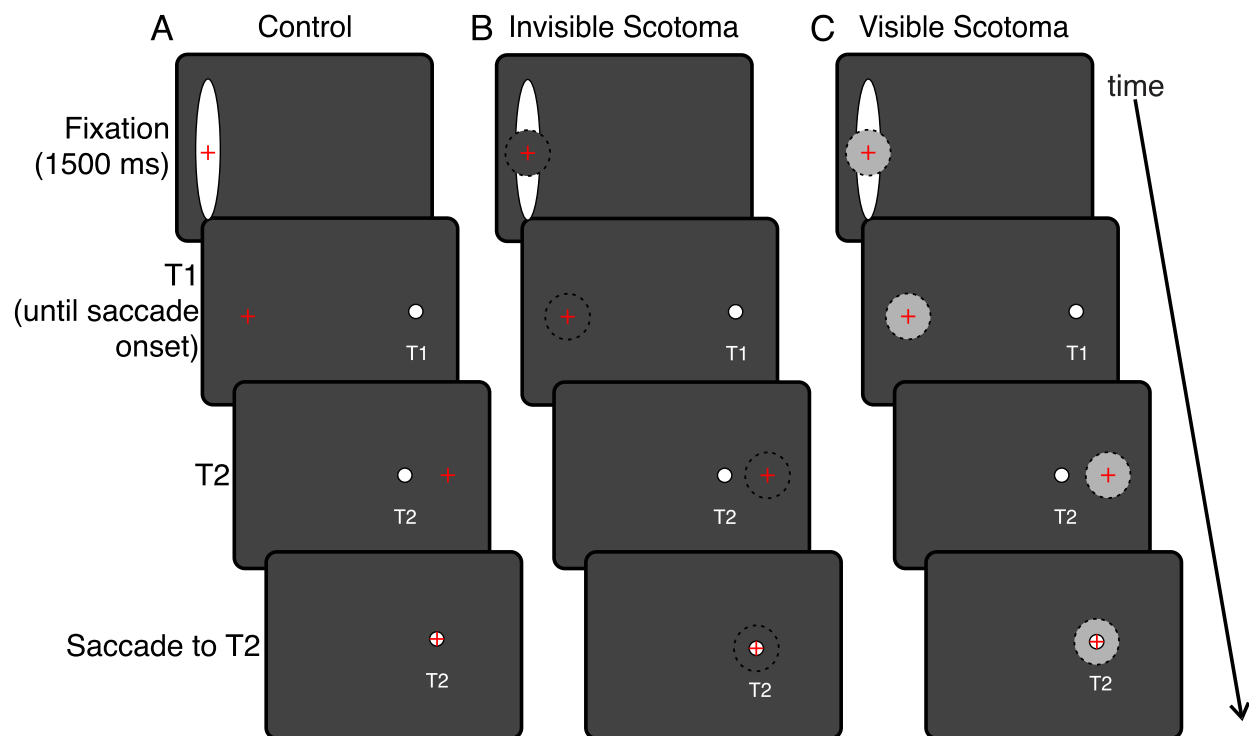 A Control
B Invisible Scotoma
C Visible Scotoma
time
Fixation
(1500 ms)
T1
(until saccade
onset)
T1
T1
T1
T2
T2
T2
T2
Saccade to T2
T2
T2
T2